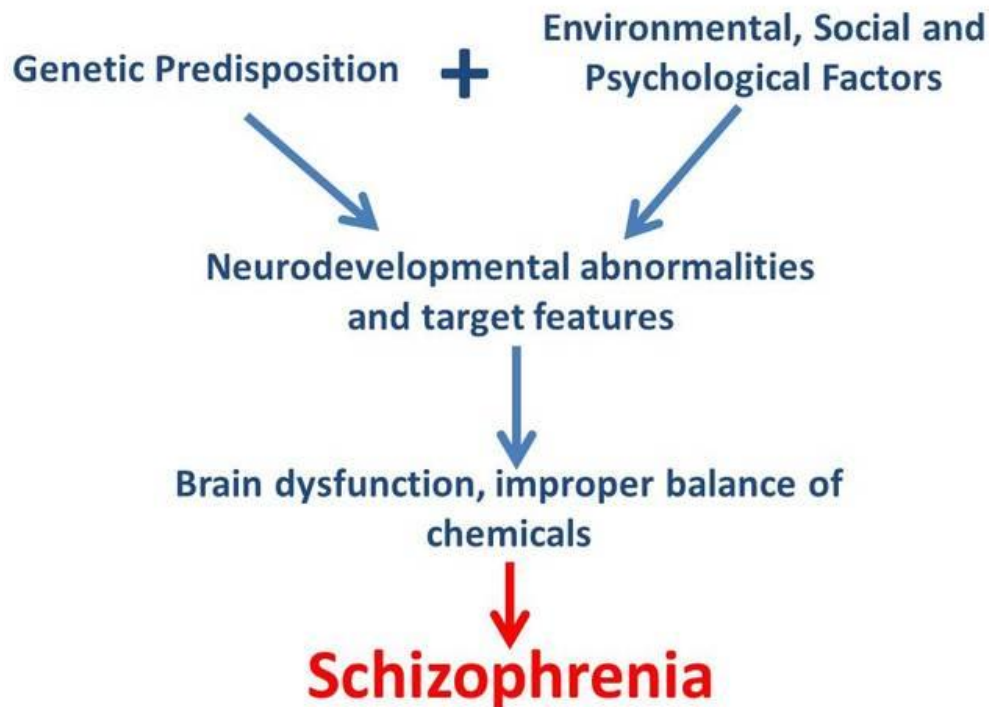 Genetic Predisposition + Environmental, Social and
Psychological Factors
Neurodevelopmental abnormalities
and target features
Brain dysfunction, improper balance of
chemicals
Schizophrenia